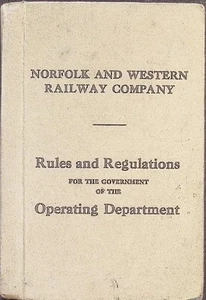 NORFOLK AND WESTERN
RAILWAY COMPANY
Rules and Regulations
FOR THE GOVERNMENT
OF THE
Operating Department